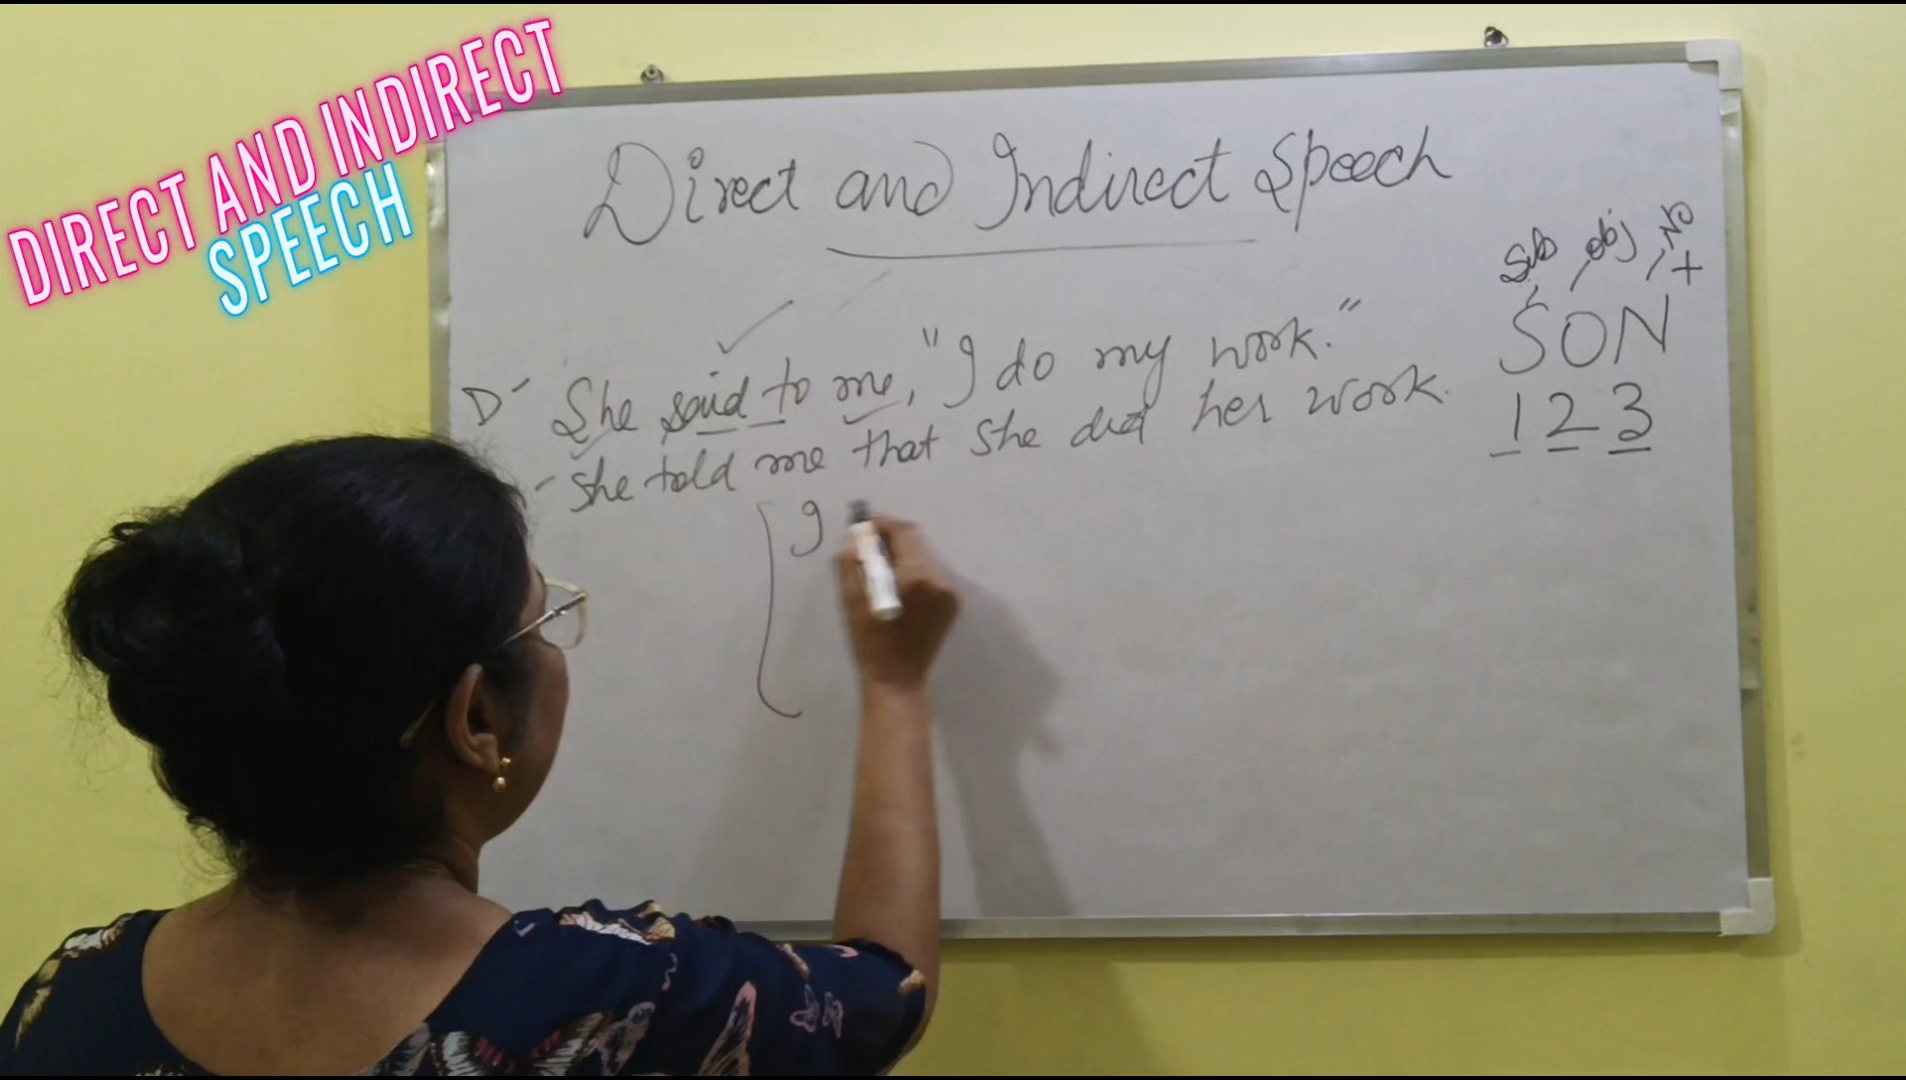 DIRECT AND INDIRECT
SPEECH
Direct and Indirect Speech
D- She said to me, "I do my work."
- She told me that She did her work.
I
Sub obj No
+
SON
1 2 3